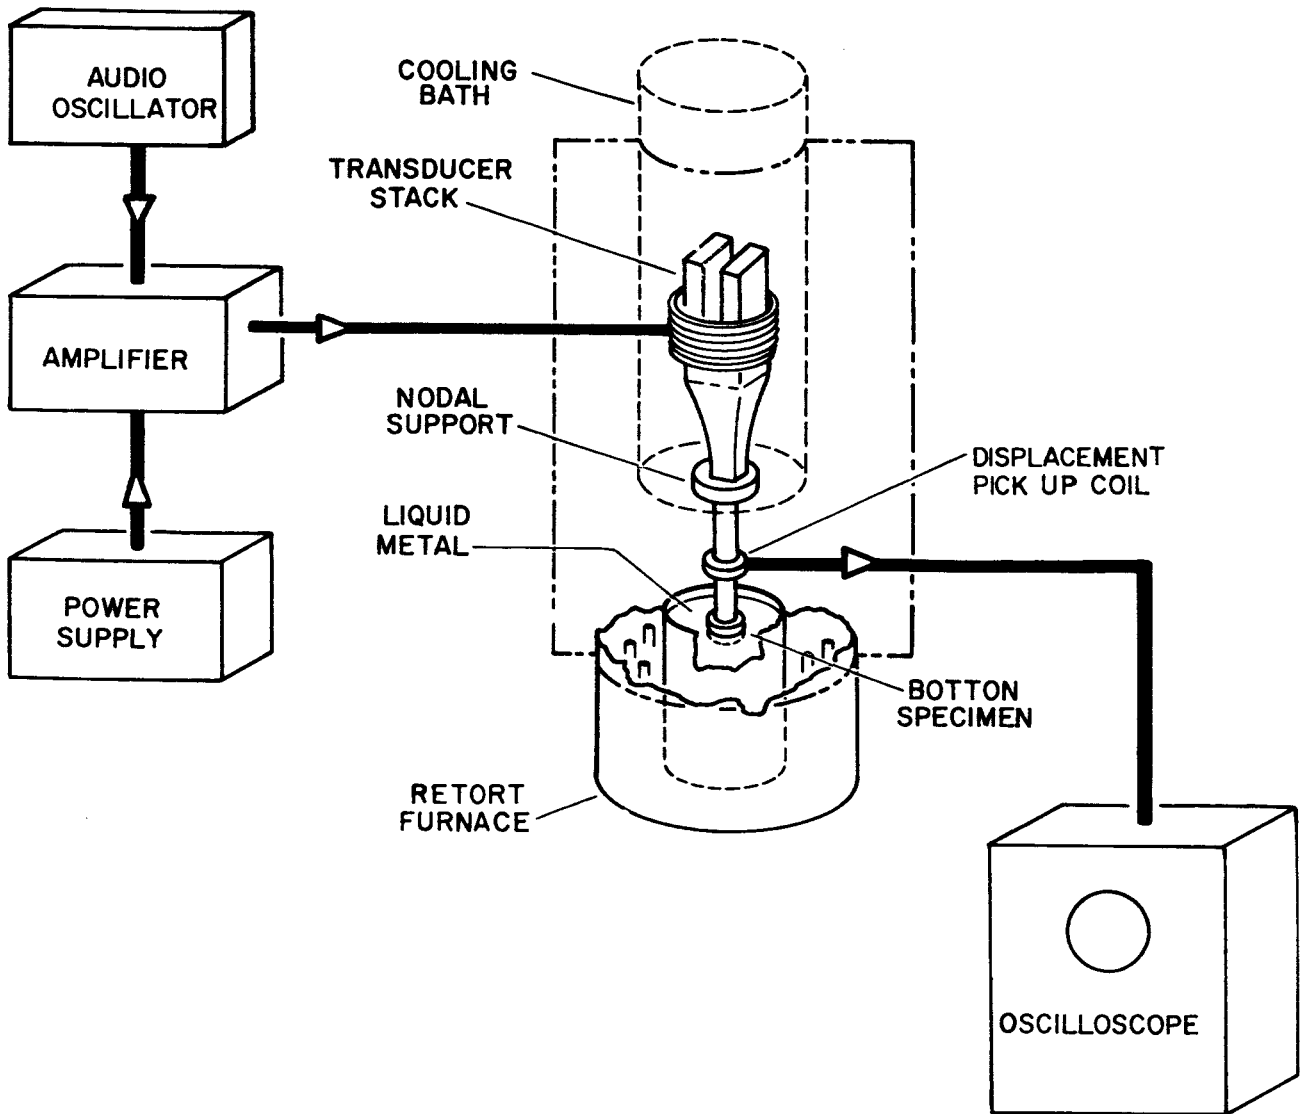 AUDIO
OSCILLATOR
COOLING
BATH
TRANSDUCER
STACK
AMPLIFIER
NODAL
SUPPORT
DISPLACEMENT
PICK UP COIL
LIQUID
METAL
POWER
SUPPLY
BOTTON
SPECIMEN
RETORT
FURNACE
OSCILLOSCOPE